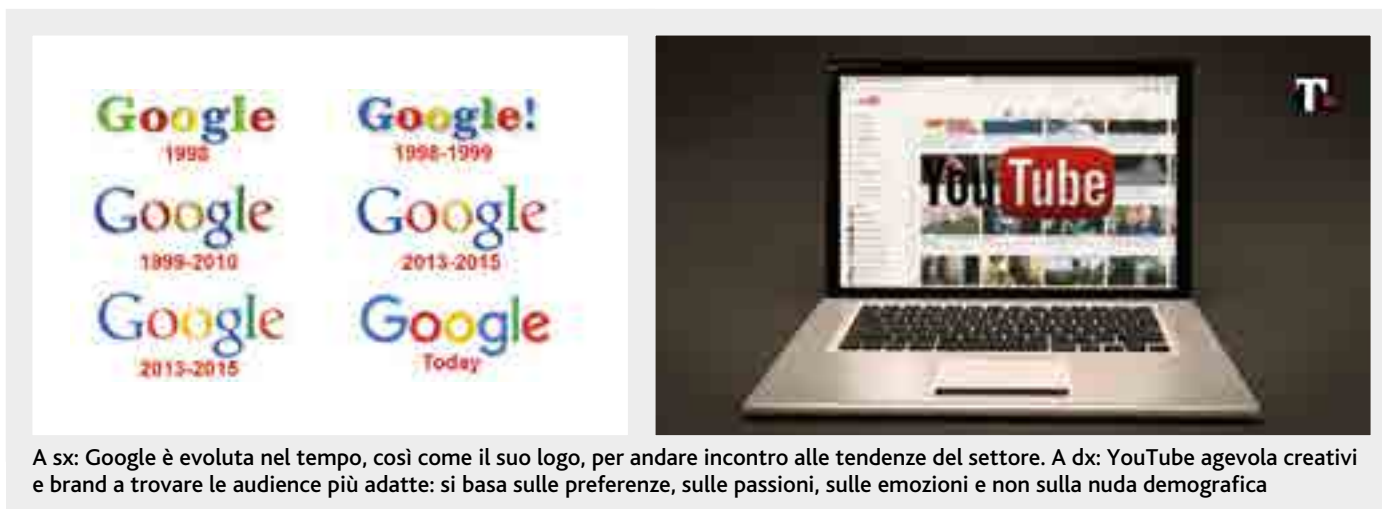 Google Google!
1998 1998-1999
Google Google
1999-2010 2013-2015
Google Google
2013-2015 Today
YouTube
T
A sx: Google è evoluta nel tempo, così come il suo logo, per andare incontro alle tendenze del settore. A dx: YouTube agevola creativi
e brand a trovare le audience più adatte: si basa sulle preferenze, sulle passioni, sulle emozioni e non sulla nuda demografica